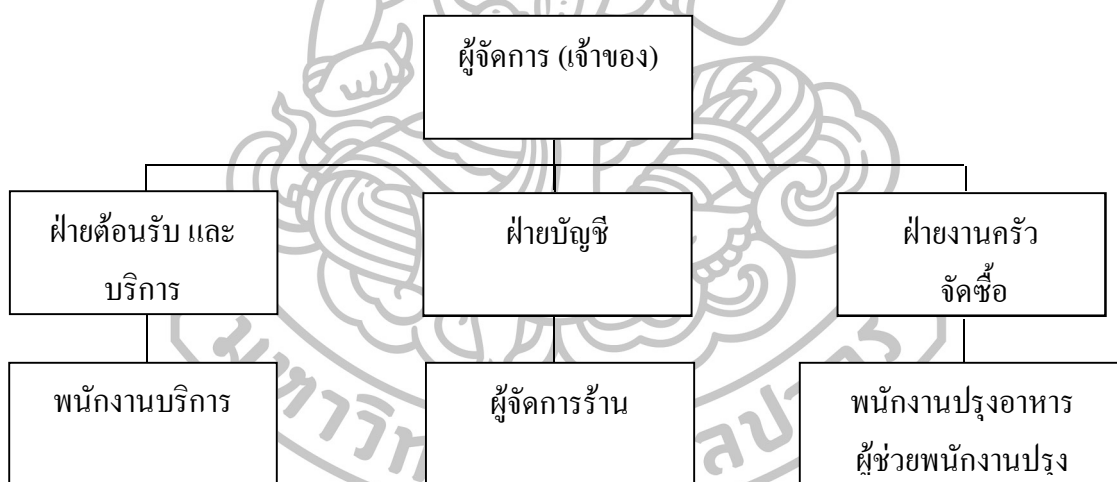 ผู้จัดการ (เจ้าของ)
ฝ่ายต้อนรับ และ
บริการ
ฝ่ายบัญชี
ฝ่ายงานครัว
จัดซื้อ
พนักงานบริการ
ผู้จัดการร้าน
พนักงานปรุงอาหาร
ผู้ช่วยพนักงานปรุง